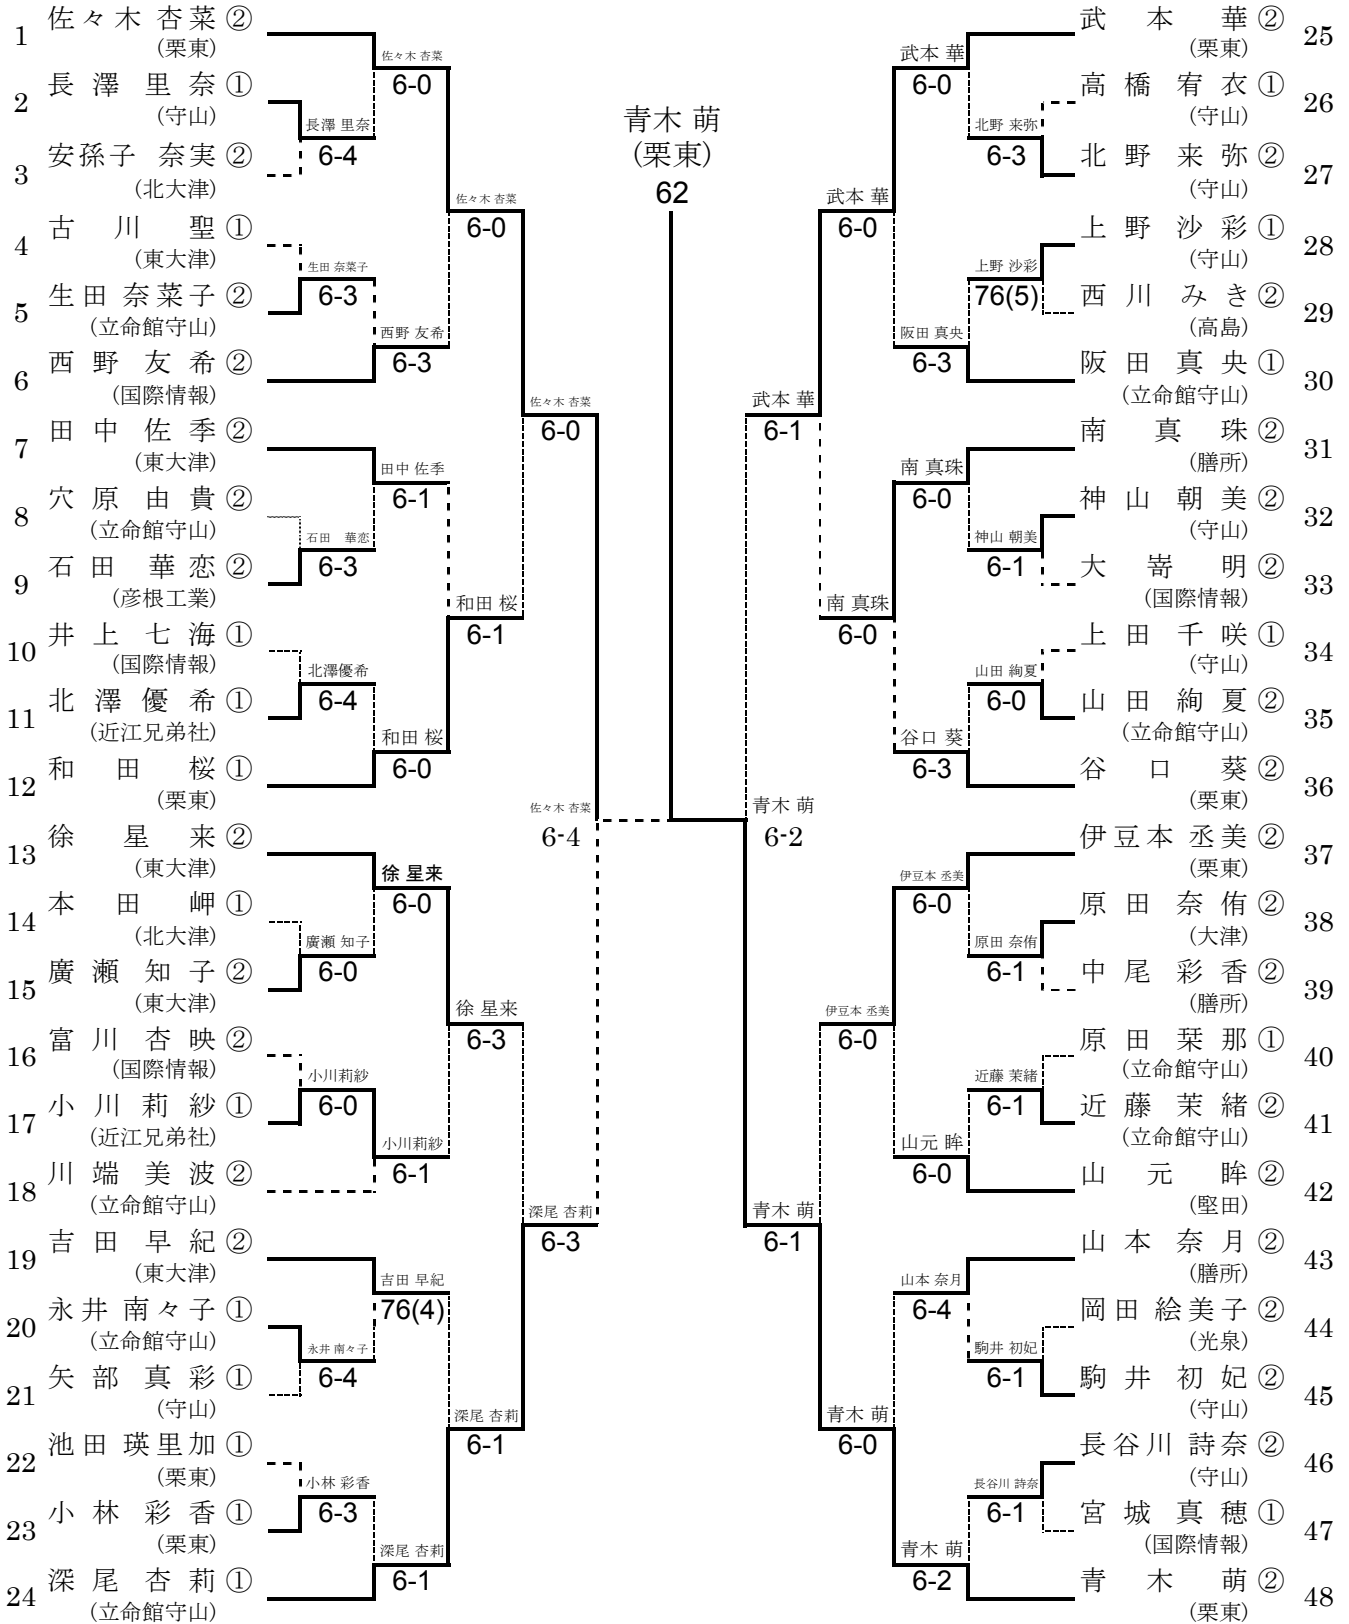 1 佐々木 杏菜 ②
(栗東)
2 長澤 里奈 ①
(守山)
3 安孫子 奈実 ②
(北大津)
4 古川 聖 ①
(東大津)
5 生田 奈菜子 ②
(立命館守山)
6 西野 友希 ②
(国際情報)
7 田中 佐季 ②
(東大津)
8 穴原 由貴 ②
(立命館守山)
9 石田 華恋 ②
(彦根工業)
10 井上 七海 ①
(国際情報)
11 北澤 優希 ①
(近江兄弟社)
12 和田 桜 ①
(栗東)
13 徐 星来 ②
(東大津)
14 本田 岬 ①
(北大津)
15 廣瀬 知子 ②
(東大津)
16 富川 杏映 ②
(国際情報)
17 小川 莉紗 ①
(近江兄弟社)
18 川端 美波 ②
(立命館守山)
19 吉田 早紀 ②
(東大津)
20 永井 南々子 ①
(立命館守山)
21 矢部 真彩 ①
(守山)
22 池田 瑛里加 ①
(栗東)
23 小林 彩香 ①
(栗東)
24 深尾 杏莉 ①
(立命館守山)
長澤 里奈
6-4
生田 奈菜子
6-3
石田 華恋
6-3
北澤優希
6-4
廣瀬 知子
6-0
小川莉紗
6-0
永井 南々子
6-4
小林 彩香
6-3
佐々木 杏菜
6-0
西野 友希
6-3
田中 佐季
6-1
和田 桜
6-0
徐 星来
6-0
小川莉紗
6-1
吉田 早紀
76(4)
深尾 杏莉
6-1
佐々木 杏菜
6-0
和田 桜
6-1
徐 星来
6-3
深尾 杏莉
6-1
佐々木 杏菜
6-0
深尾 杏莉
6-3
佐々木 杏菜
6-4
青木 萌
(栗東)
62
青木 萌
6-2
武本 華
6-1
青木 萌
6-1
武本 華
6-0
南 真珠
6-0
伊豆本 丞美
6-0
青木 萌
6-0
武本 華
6-0
阪田 真央
6-3
南 真珠
6-0
谷口 葵
6-3
伊豆本 丞美
6-0
山元 眸
6-0
山本 奈月
6-4
青木 萌
6-2
北野 来弥
6-3
上野 沙彩
76(5)
神山 朝美
6-1
山田 絢夏
6-0
原田 奈侑
6-1
近藤 茉緒
6-1
駒井 初妃
6-1
長谷川 詩奈
6-1
武本 華 ② 25
(栗東)
高橋 宥衣 ① 26
(守山)
北野 来弥 ② 27
(守山)
上野 沙彩 ① 28
(守山)
西川 みき ② 29
(高島)
阪田 真央 ① 30
(立命館守山)
南 真珠 ② 31
(膳所)
神山 朝美 ② 32
(守山)
大嵜 明 ② 33
(国際情報)
上田 千咲 ① 34
(守山)
山田 絢夏 ② 35
(立命館守山)
谷口 葵 ② 36
(栗東)
伊豆本 丞美 ② 37
(栗東)
原田 奈侑 ② 38
(大津)
中尾 彩香 ② 39
(膳所)
原田 栞那 ① 40
(立命館守山)
近藤 茉緒 ② 41
(立命館守山)
山元 眸 ② 42
(堅田)
山本 奈月 ② 43
(膳所)
岡田 絵美子 ② 44
(光泉)
駒井 初妃 ② 45
(守山)
長谷川 詩奈 ② 46
(守山)
宮城 真穂 ① 47
(国際情報)
青木 萌 ② 48
(栗東)